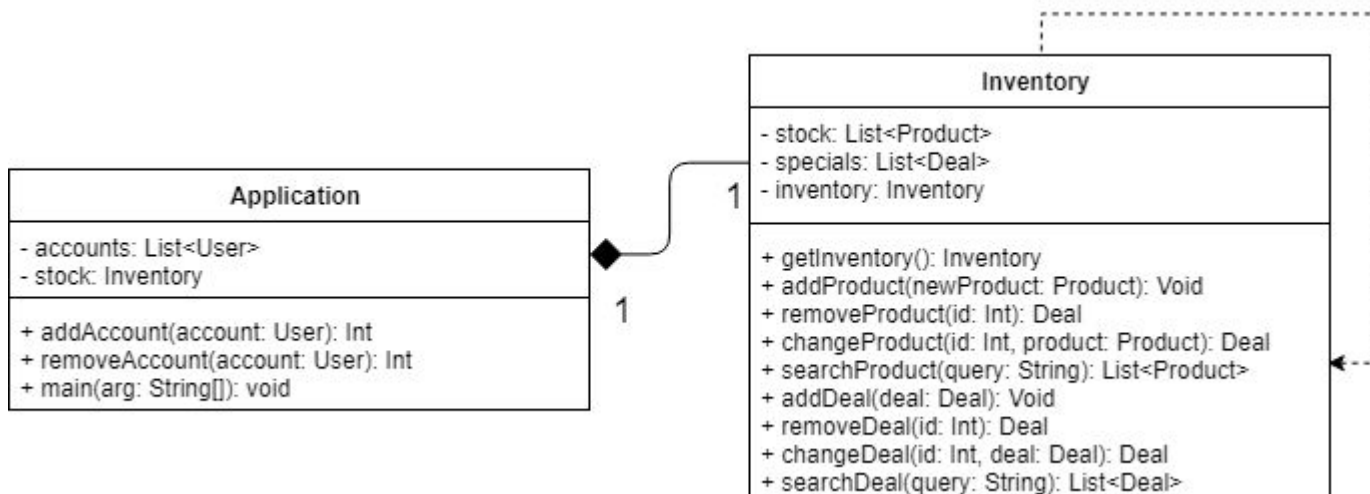 Application
- accounts: List<User>
- stock: Inventory
+ addAccount(account: User): Int
+ removeAccount(account: User): Int
+ main(arg: String[]): void
1
1
Inventory
- stock: List<Product>
- specials: List<Deal>
- inventory: Inventory
+ getInventory(): Inventory
+ addProduct(newProduct: Product): Void
+ removeProduct(id: Int): Deal
+ changeProduct(id: Int, product: Product): Deal
+ searchProduct(query: String): List<Product>
+ addDeal(deal: Deal): Void
+ removeDeal(id: Int): Deal
+ changeDeal(id: Int, deal: Deal): Deal
+ searchDeal(query: String): List<Deal>